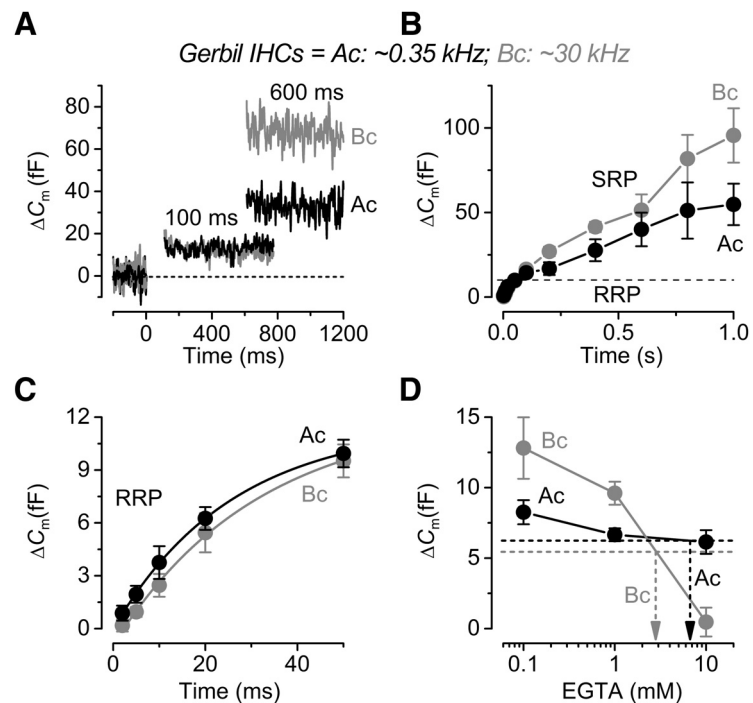 A
B
Gerbil IHCs = Ac: ~0.35 kHz; Bc: ~30 kHz
80
60
40
20
0
ΔCm(fF)
600 ms
Bc
Ac
100 ms
0
400
800
1200
Time (ms)
100
50
0
ΔCm(fF)
Bc
SRP
Ac
RRP
0.0
0.5
1.0
Time (s)
C
D
12
9
6
3
0
ΔCm(fF)
RRP
Ac
Bc
0
20
40
Time (ms)
15
10
5
0
ΔCm(fF)
Bc
Ac
Bc
Ac
0.1
1
10
EGTA (mM)